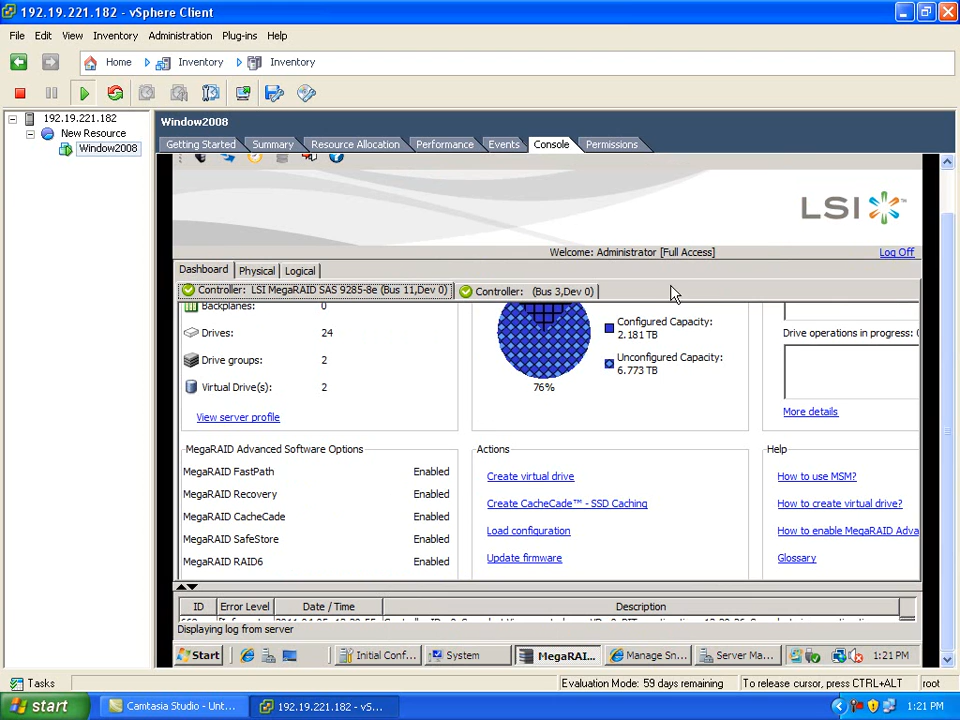 192.19.221.182 - vSphere Client
File Edit View Inventory Administration Plug-ins Help
Home Inventory Inventory
192.19.221.182
New Resource
Window2008
Window2008
Getting Started Summary Resource Allocation Performance Events Console Permissions
LSI
Welcome: Administrator [Full Access] Log Off
Dashboard Physical Logical
Controller: LSI MegaRAID SAS 9285-8e (Bus 11,Dev 0) Controller: (Bus 3,Dev 0)
Backplanes: 0
Drives: 24
Drive groups: 2
Virtual Drive(s): 2
View server profile
Configured Capacity:
2.181 TB
Unconfigured Capacity:
6.773 TB
76%
Drive operations in progress:
More details
MegaRAID Advanced Software Options
MegaRAID FastPath Enabled
MegaRAID Recovery Enabled
MegaRAID CacheCade Enabled
MegaRAID SafeStore Enabled
MegaRAID RAID6 Enabled
Actions
Create virtual drive
Create CacheCade™ - SSD Caching
Load configuration
Update firmware
Help
How to use MSM?
How to create virtual drive?
How to enable MegaRAID Adva
Glossary
ID Error Level Date / Time Description
Displaying log from server
Start Initial Conf... System MegaRAI... Manage Sn... Server Ma... 1:21 PM
Tasks Evaluation Mode: 59 days remaining To release cursor, press CTRL+ALT root
start Camtasia Studio - Unt... 192.19.221.182 - vS... 1:21 PM